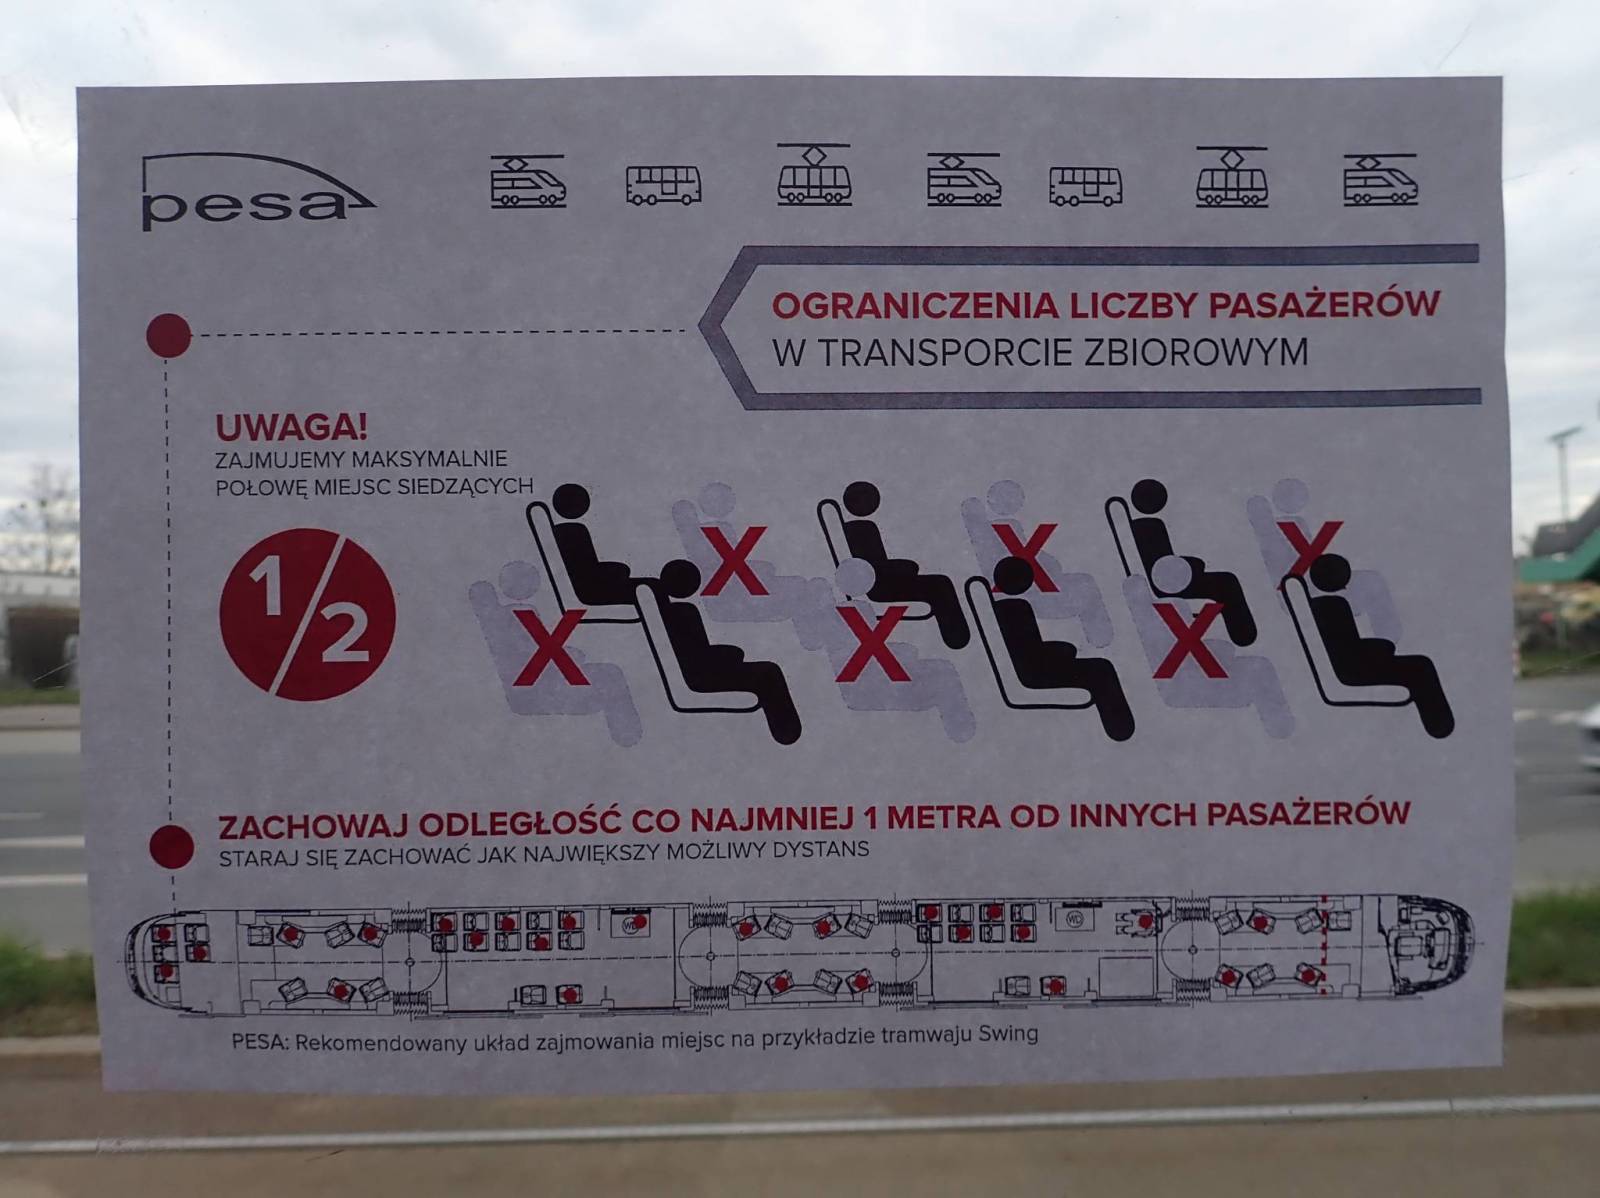 pesa
OGRANICZENIA LICZBY PASAŻERÓW
W TRANSPORCIE ZBIOROWYM
UWAGA!
ZAJMUJEMY MAKSYMALNIE
POŁOWĘ MIEJSC SIEDZĄCYCH
1/2
X X X
X X X
ZACHOWAJ ODLEGŁOŚĆ CO NAJMNIEJ 1 METRA OD INNYCH PASAŻERÓW
STARAJ SIĘ ZACHOWAĆ JAK NAJWIĘKSZY MOŻLIWY DYSTANS
WC WC
PESA: Rekomendowany układ zajmowania miejsc na przykładzie tramwaju Swing